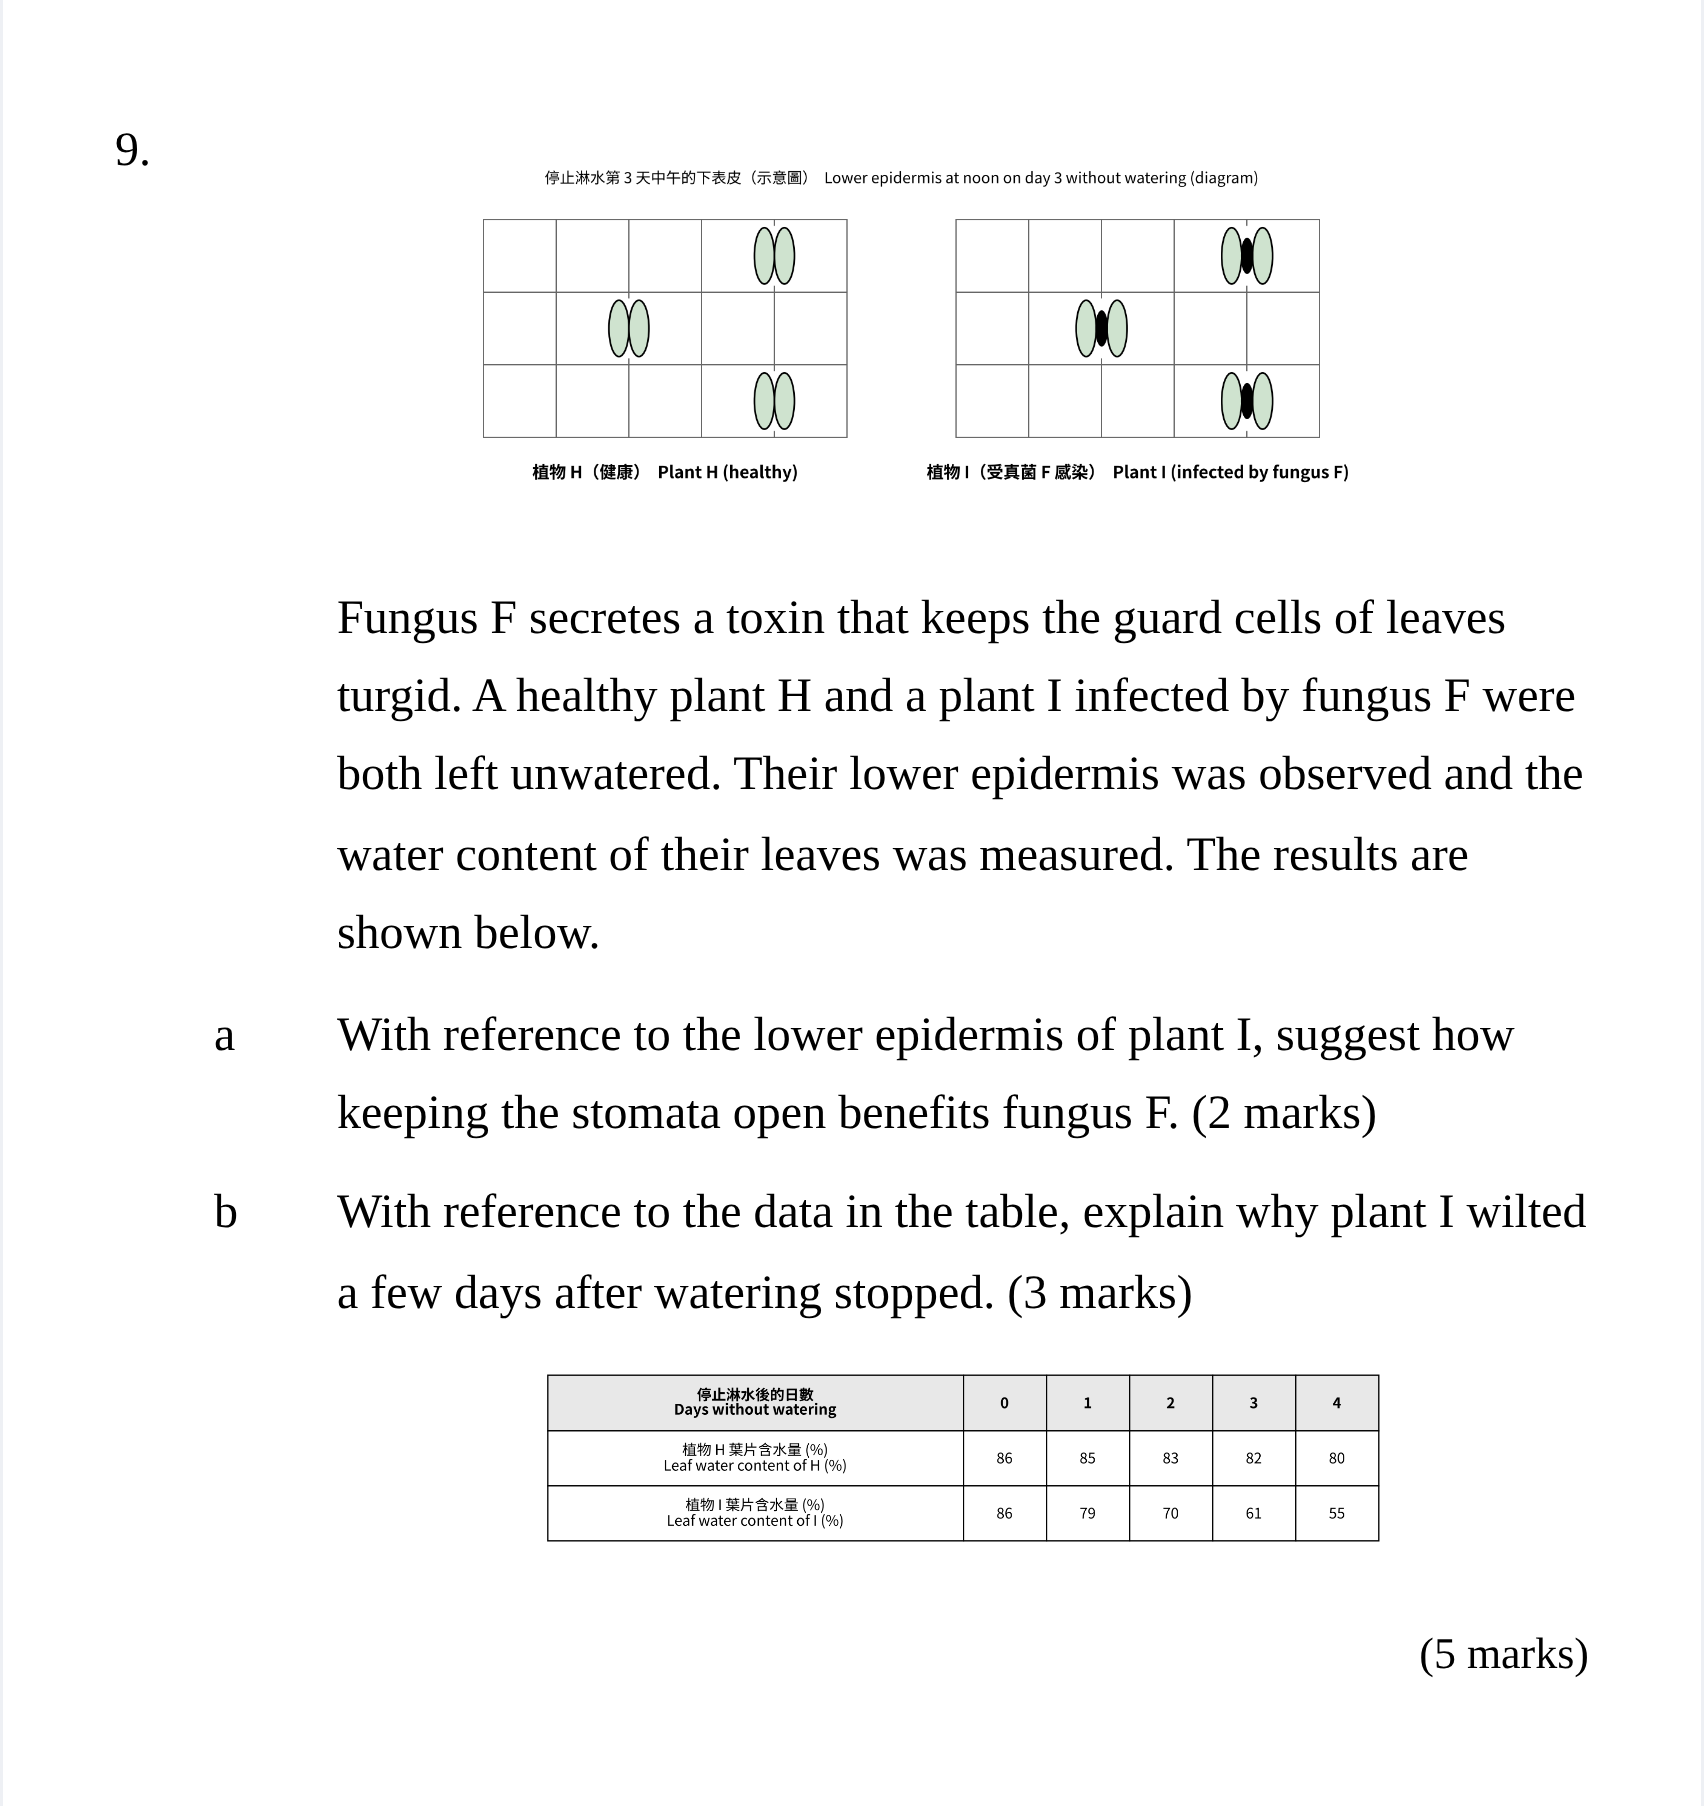 9.
停止淋水第 3 天中午的下表皮（示意圖） Lower epidermis at noon on day 3 without watering (diagram)
植物 H（健康） Plant H (healthy)
植物 I（受真菌 F 感染） Plant I (infected by fungus F)
Fungus F secretes a toxin that keeps the guard cells of leaves
turgid. A healthy plant H and a plant I infected by fungus F were
both left unwatered. Their lower epidermis was observed and the
water content of their leaves was measured. The results are
shown below.
a With reference to the lower epidermis of plant I, suggest how
keeping the stomata open benefits fungus F. (2 marks)
b With reference to the data in the table, explain why plant I wilted
a few days after watering stopped. (3 marks)
停止淋水後的日數
Days without watering
0 1 2 3 4
植物 H 葉片含水量 (%)
Leaf water content of H (%)
86 85 83 82 80
植物 I 葉片含水量 (%)
Leaf water content of I (%)
86 79 70 61 55
(5 marks)